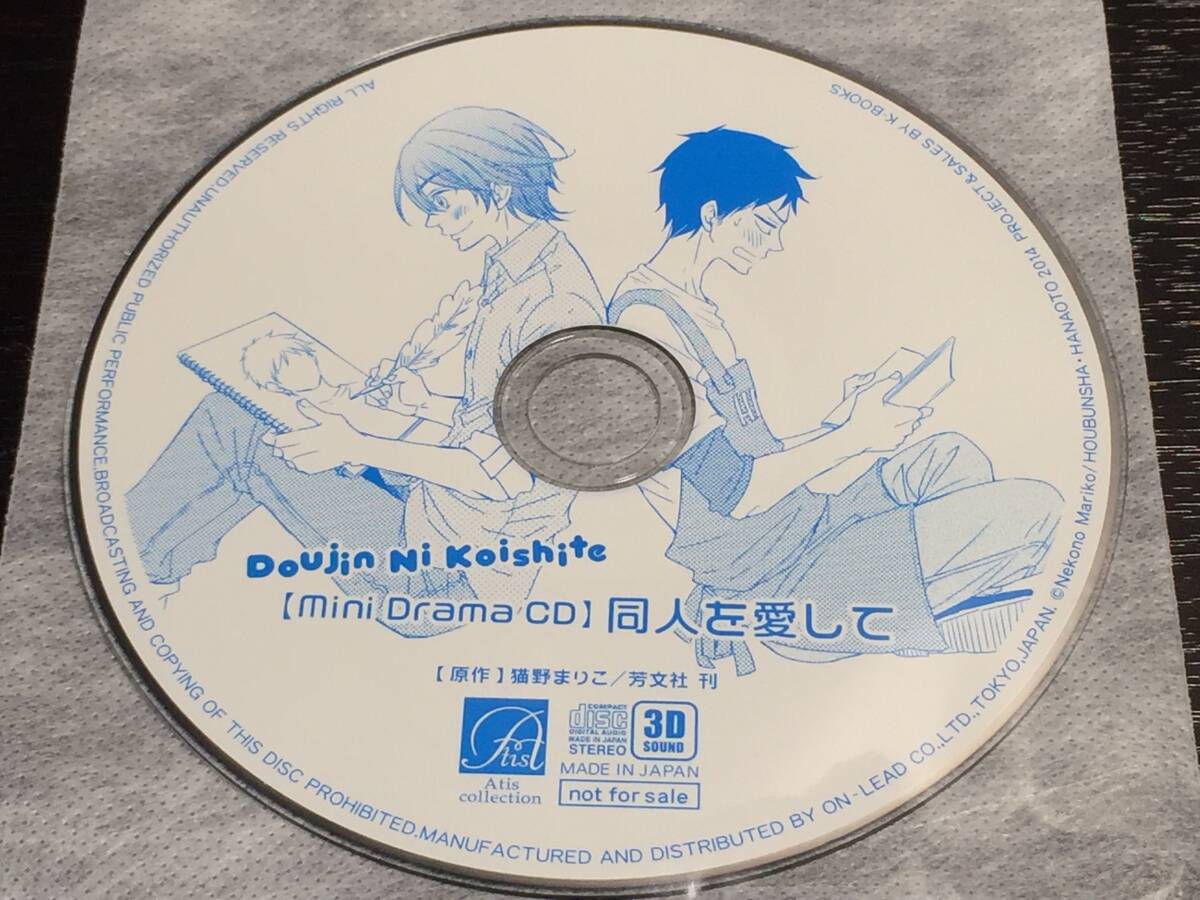 Doujin Ni Koishite
【Mini Drama CD】同人を愛して
【原作】猫野まりこ／芳文社 刊
Atis
Atis
collection
COMPACT
disc
DIGITAL AUDIO
MADE IN JAPAN
STEREO
3D
SOUND
MADE IN JAPAN
not for sale
ALL RIGHTS RESERVED.UNAUTHORIZED PUBLIC PERFORMANCE,BROADCASTING AND COPYING OF THIS DISC PROHIBITED.MANUFACTURED AND DISTRIBUTED BY ON-LEAD CO.,LTD.,TOKYO,JAPAN. ©Nekono Mariko/HOUBUNSHA・HANAOTO 2014 PROJECT & SALES BY K-BOOKS